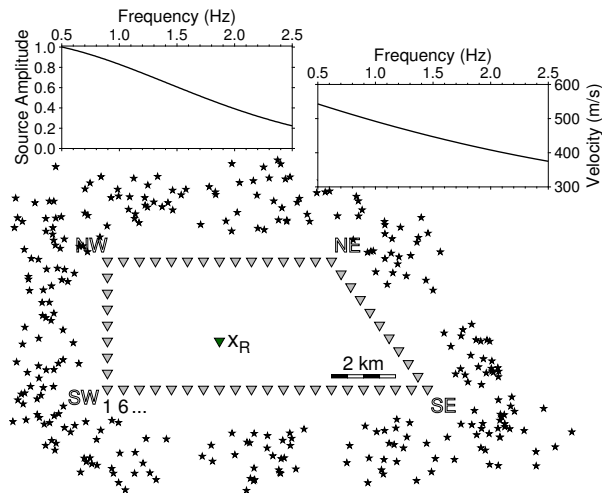 Frequency (Hz)
0.5 1.0 1.5 2.0 2.5
Source Amplitude
1.0
0.8
0.6
0.4
0.2
0.0
Frequency (Hz)
0.5 1.0 1.5 2.0 2.5
600
500
400
300
Velocity (m/s)
NW
NE
xR
2 km
SW
1 6 ...
SE